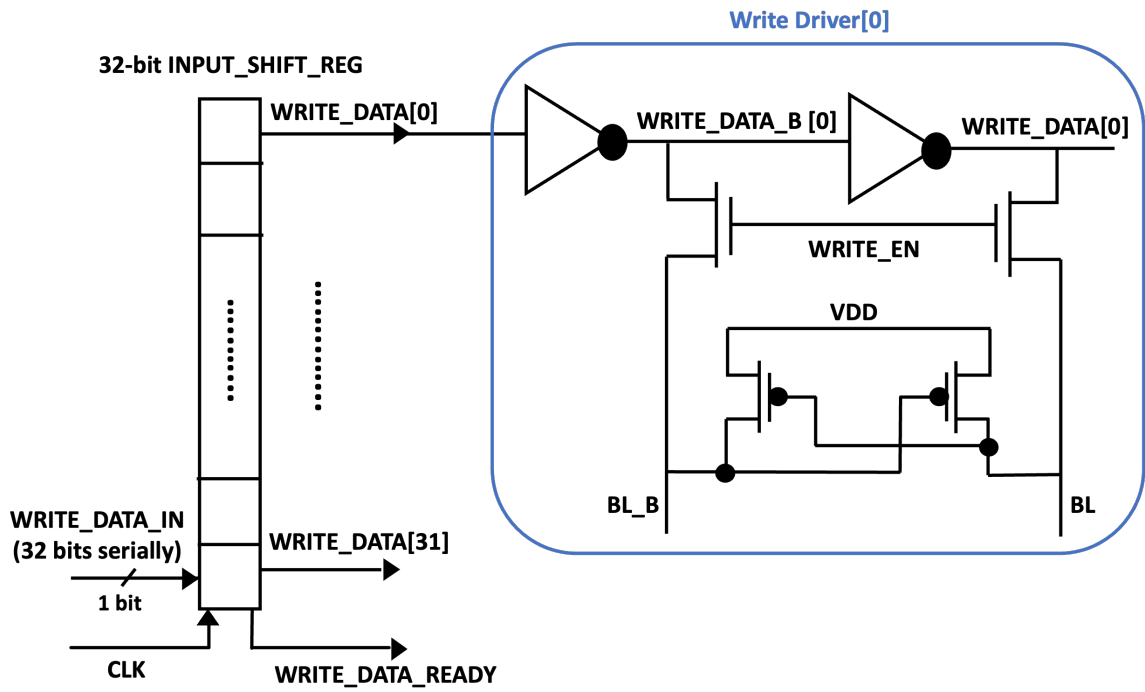 Write Driver[0]
32-bit INPUT_SHIFT_REG
WRITE_DATA[0]
WRITE_DATA_B [0]
WRITE_DATA[0]
WRITE_EN
VDD
BL_B
BL
WRITE_DATA_IN
(32 bits serially)
1 bit
WRITE_DATA[31]
CLK
WRITE_DATA_READY